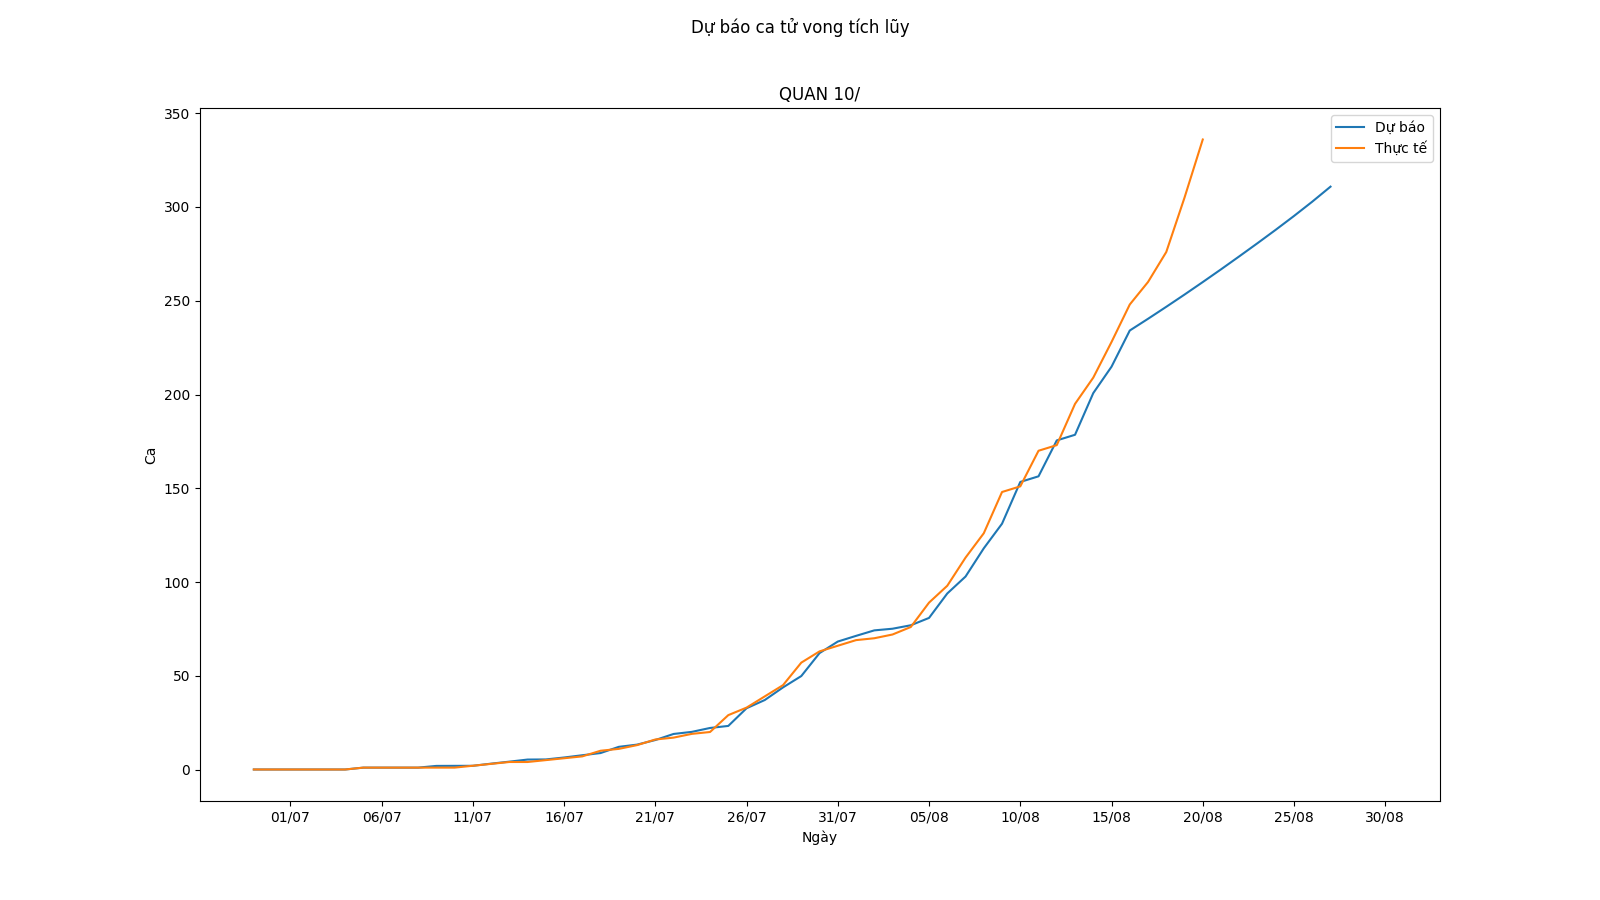 Dự báo ca tử vong tích lũy
QUAN 10/
350
300
250
200
150
100
50
0
Ca
Dự báo
Thực tế
01/07 06/07 11/07 16/07 21/07 26/07 31/07 05/08 10/08 15/08 20/08 25/08 30/08
Ngày